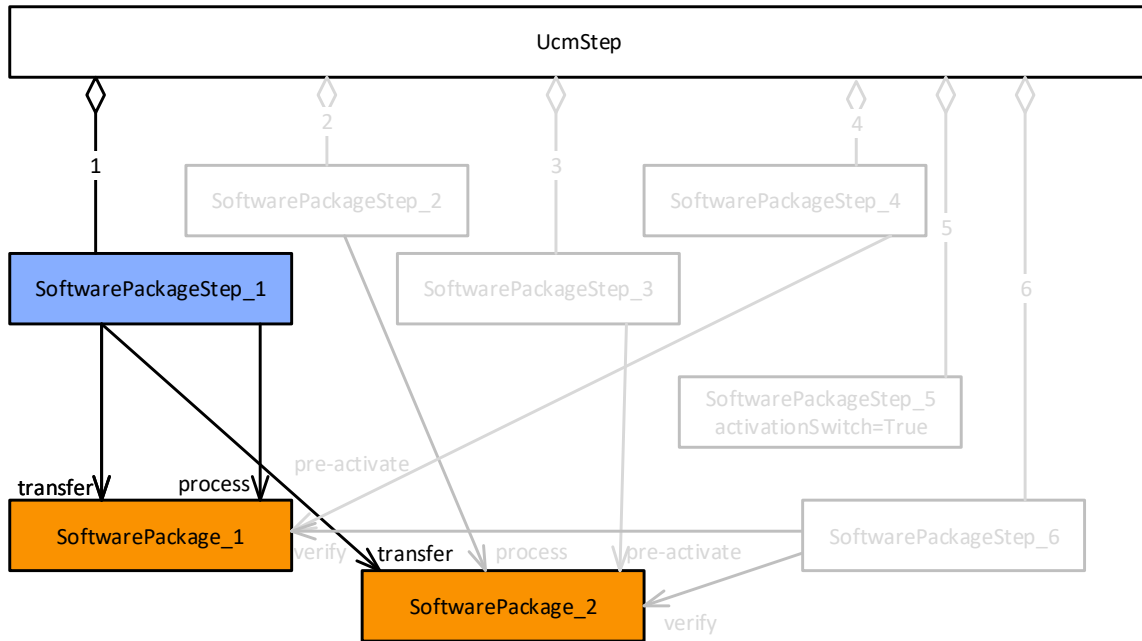 UcmStep
1
2
3
4
5
6
SoftwarePackageStep_2
SoftwarePackageStep_4
SoftwarePackageStep_1
SoftwarePackageStep_3
SoftwarePackageStep_5
activationSwitch=True
pre-activate
transfer
process
SoftwarePackage_1
SoftwarePackageStep_6
verify
transfer
process
pre-activate
SoftwarePackage_2
verify